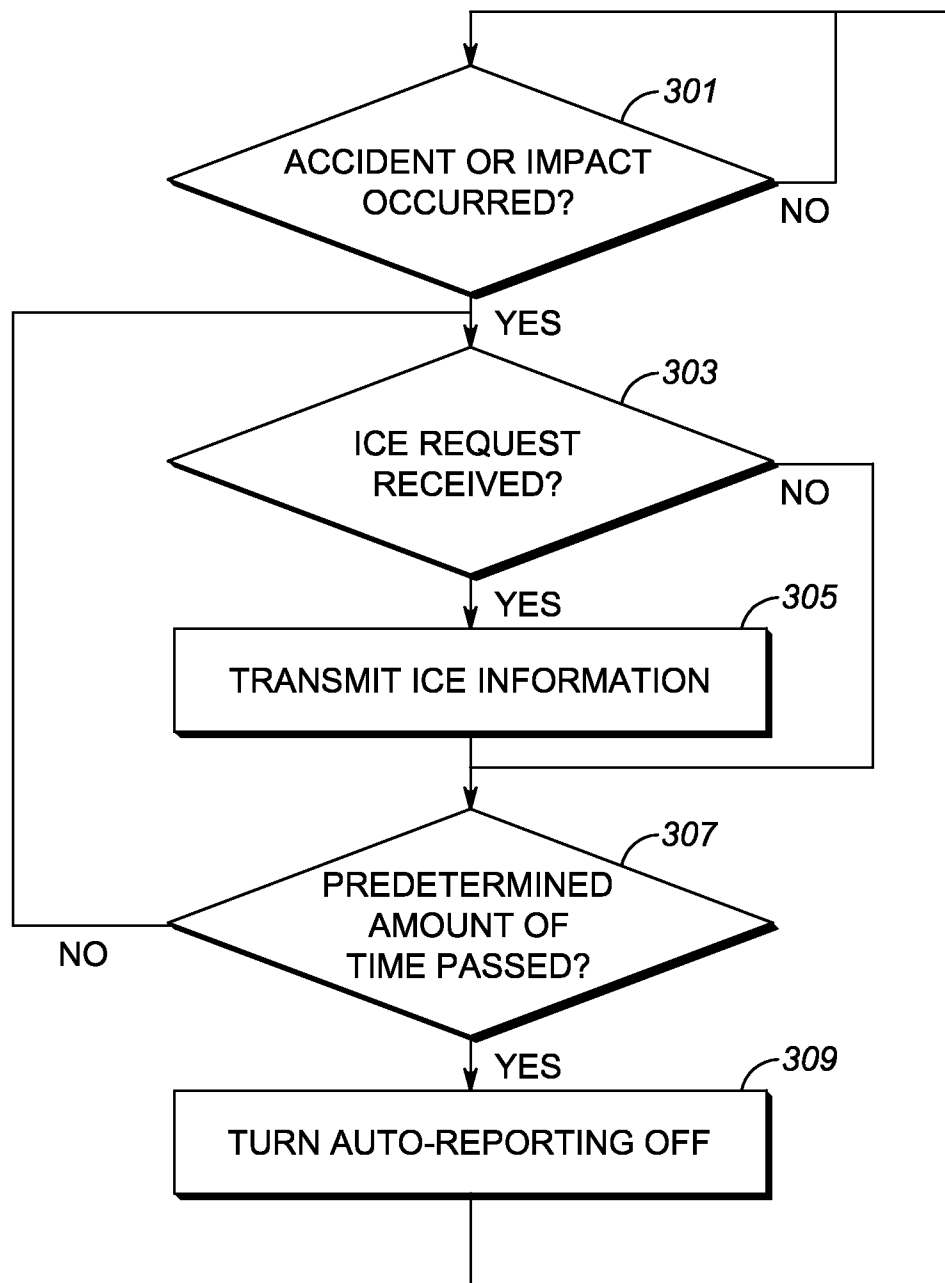 301
ACCIDENT OR IMPACT
OCCURRED?
NO
YES
303
ICE REQUEST
RECEIVED?
NO
YES
305
TRANSMIT ICE INFORMATION
307
PREDETERMINED
AMOUNT OF
TIME PASSED?
NO
YES
309
TURN AUTO-REPORTING OFF